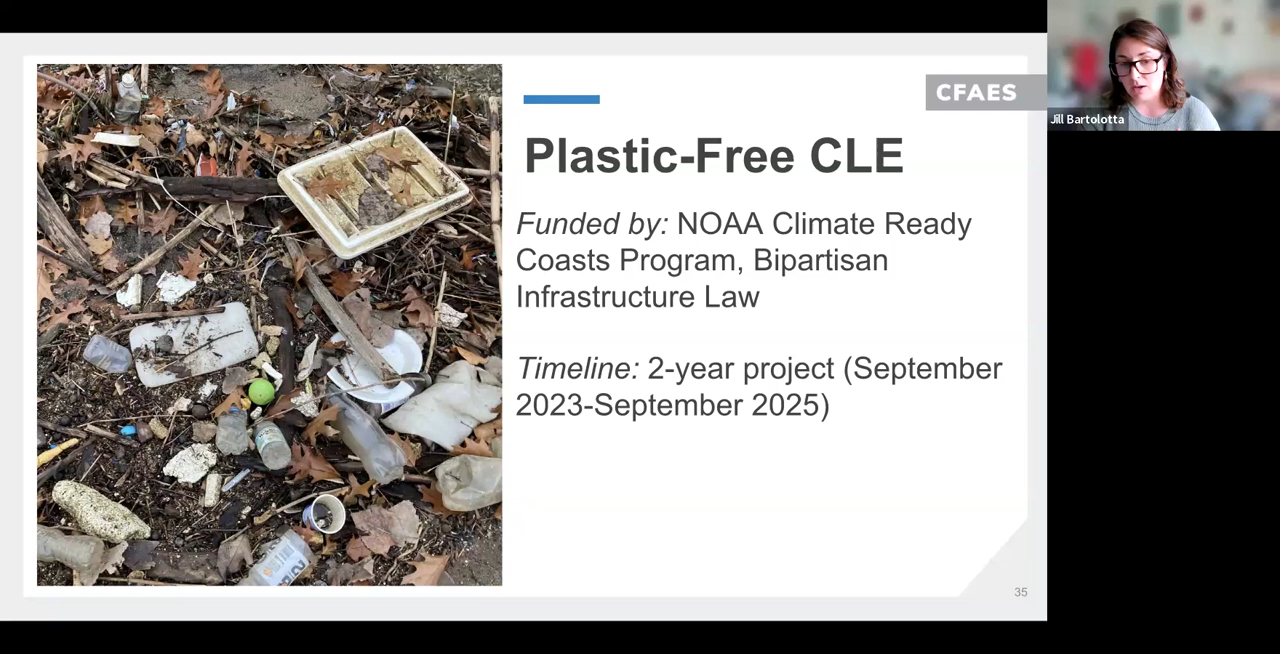 CFAES
Jill Bartolotta
Plastic-Free CLE
Funded by: NOAA Climate Ready
Coasts Program, Bipartisan
Infrastructure Law
Timeline: 2-year project (September
2023-September 2025)
35